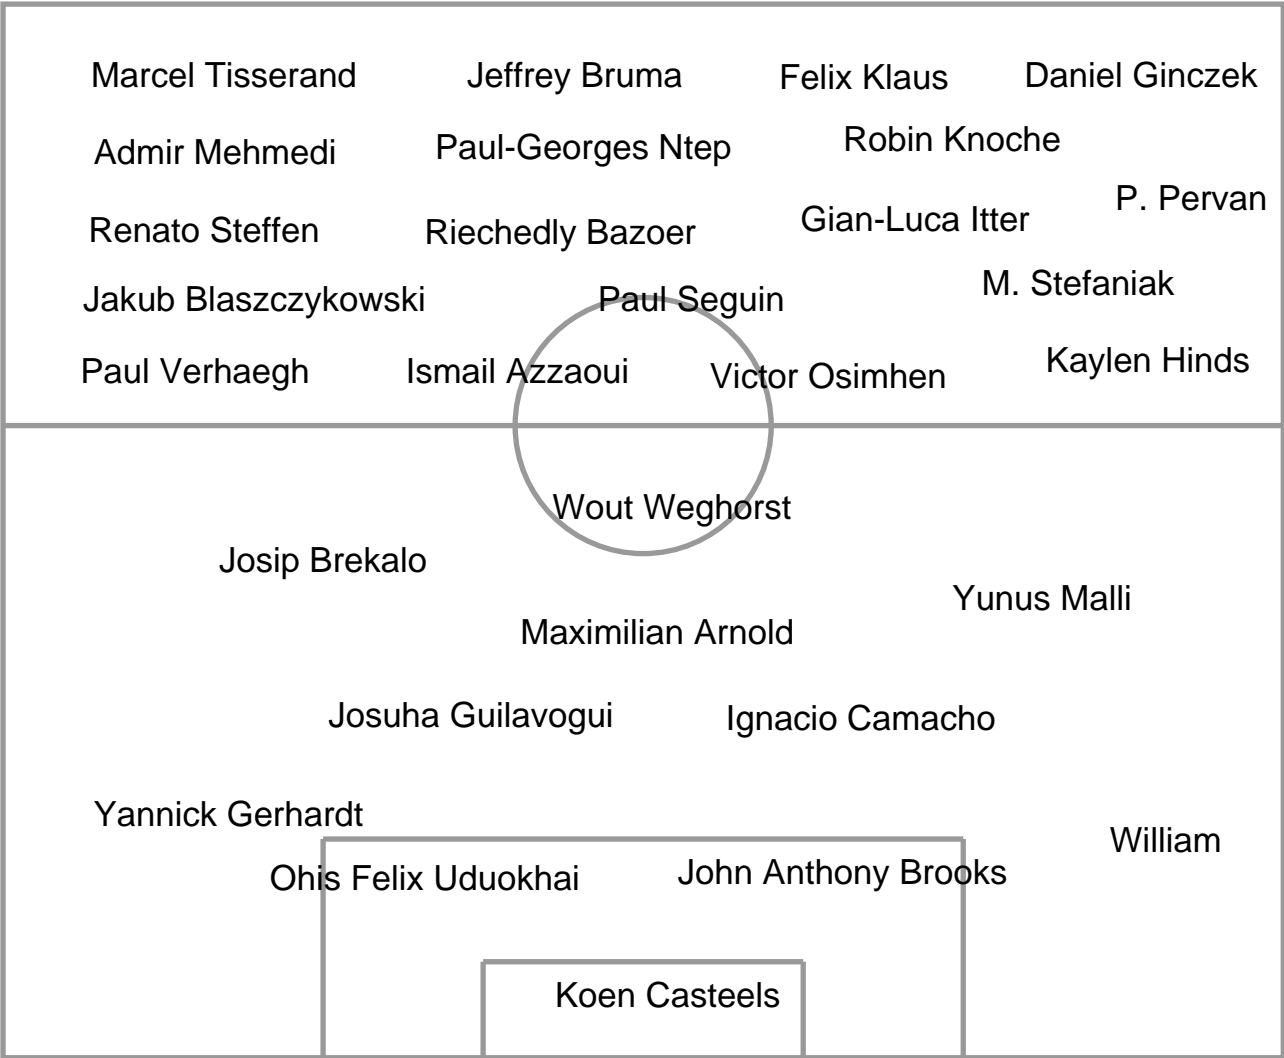 Marcel Tisserand
Jeffrey Bruma
Felix Klaus
Daniel Ginczek
Admir Mehmedi
Paul-Georges Ntep
Robin Knoche
P. Pervan
Renato Steffen
Riechedly Bazoer
Gian-Luca Itter
Jakub Blaszczykowski
Paul Seguin
M. Stefaniak
Paul Verhaegh
Ismail Azzaoui
Victor Osimhen
Kaylen Hinds
Wout Weghorst
Josip Brekalo
Yunus Malli
Maximilian Arnold
Josuha Guilavogui
Ignacio Camacho
Yannick Gerhardt
William
Ohis Felix Uduokhai
John Anthony Brooks
Koen Casteels